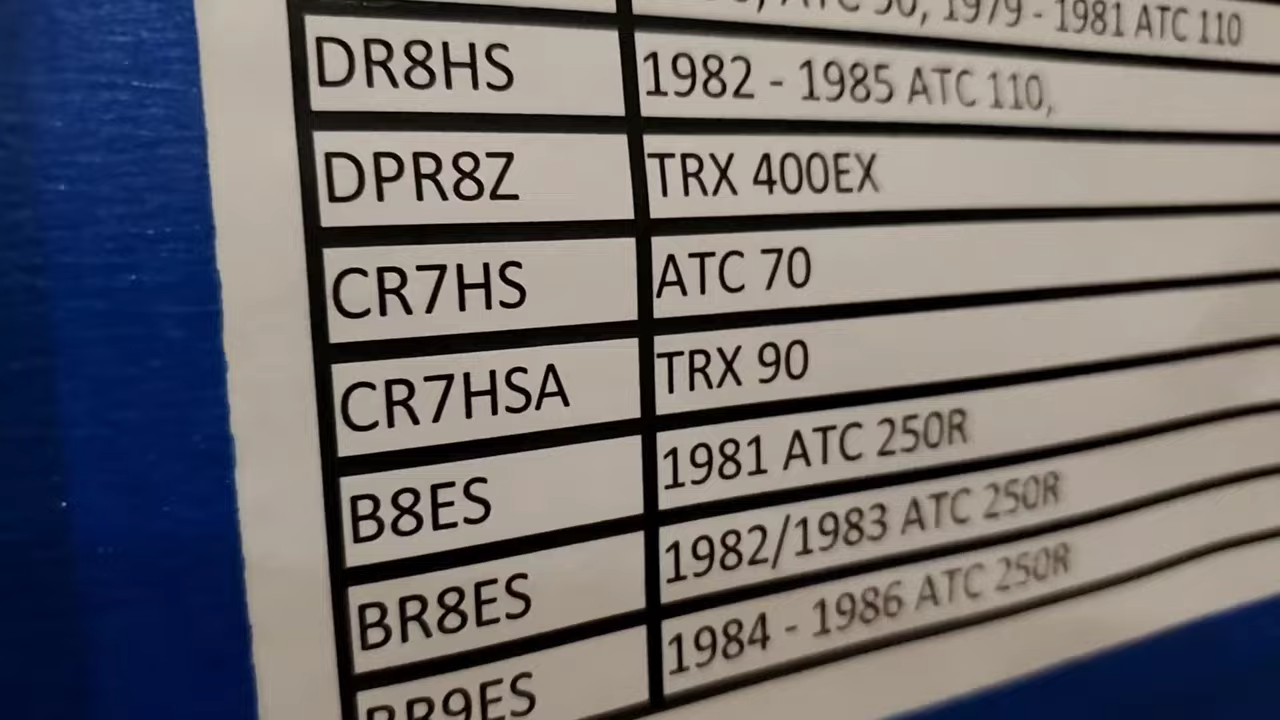 1979 - 1981 ATC 110
DR8HS 1982 - 1985 ATC 110,
DPR8Z TRX 400EX
CR7HS ATC 70
CR7HSA TRX 90
B8ES 1981 ATC 250R
BR8ES 1982/1983 ATC 250R
BR9ES 1984 - 1986 ATC 250R